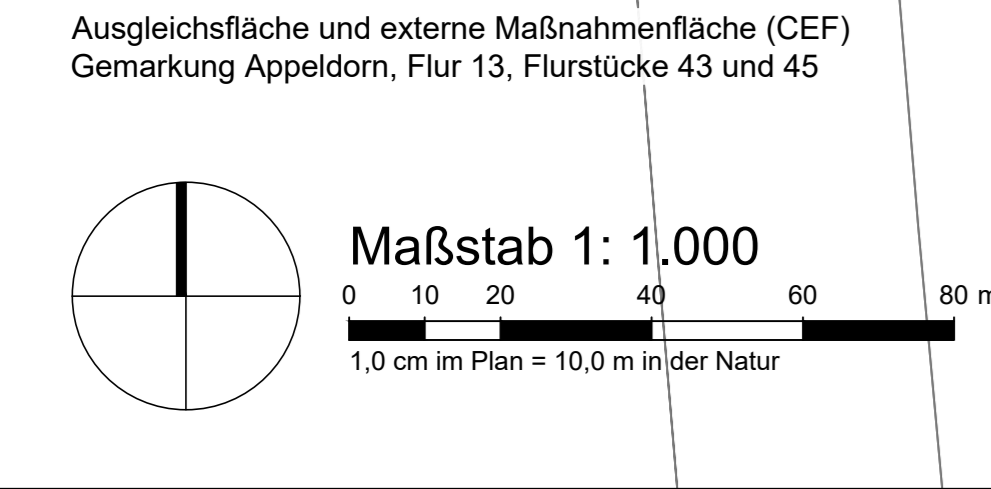 Ausgleichsfläche und externe Maßnahmenfläche (CEF)
Gemarkung Appeldorn, Flur 13, Flurstücke 43 und 45
Maßstab 1: 1.000
0 10 20 40 60 80 m
1,0 cm im Plan = 10,0 m in der Natur